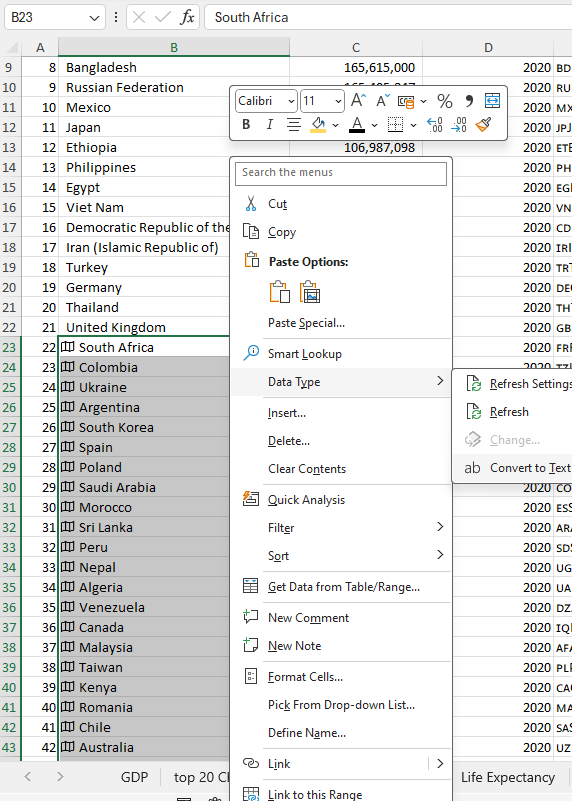 B23 fx South Africa
A B C D
9 8 Bangladesh 165,615,000 2020 BD
10 9 Russian Federation 2020 RU
11 10 Mexico 2020 MX
12 11 Japan 2020 JP
13 12 Ethiopia 106,987,098 2020 ET
14 13 Philippines 2020 PH
15 14 Egypt 2020 EG
16 15 Viet Nam 2020 VN
17 16 Democratic Republic of the 2020 CD
18 17 Iran (Islamic Republic of) 2020 IR
19 18 Turkey 2020 TR
20 19 Germany 2020 DE
21 20 Thailand 2020 TH
22 21 United Kingdom 2020 GB
23 22 South Africa 2020 FR
24 23 Colombia
25 24 Ukraine
26 25 Argentina
27 26 South Korea
28 27 Spain
29 28 Poland
30 29 Saudi Arabia 2020 CO
31 30 Morocco 2020 ES
32 31 Sri Lanka 2020 AR
33 32 Peru 2020 SD
34 33 Nepal 2020 UG
35 34 Algeria 2020 UA
36 35 Venezuela 2020 DZ
37 36 Canada 2020 IQ
38 37 Malaysia 2020 AF
39 38 Taiwan 2020 PL
40 39 Kenya 2020 CA
41 40 Romania 2020 MA
42 41 Chile 2020 SA
43 42 Australia 2020 UZ
Calibri 11 A A %
B I A
Search the menus
Cut
Copy
Paste Options:
Paste Special...
Smart Lookup
Data Type
Insert...
Delete...
Clear Contents
Quick Analysis
Filter
Sort
Get Data from Table/Range...
New Comment
New Note
Format Cells...
Pick From Drop-down List...
Define Name...
Link
Link to this Range
Refresh Settings
Refresh
Change...
ab Convert to Text
GDP top 20 Life Expectancy